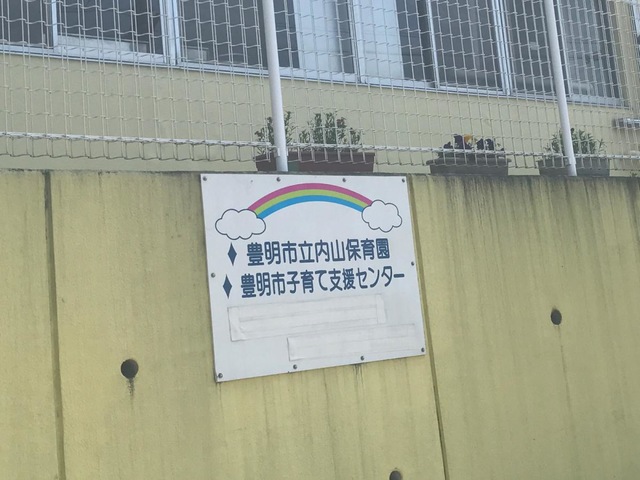 ♦ 豊明市立内山保育園
♦ 豊明市子育て支援センター